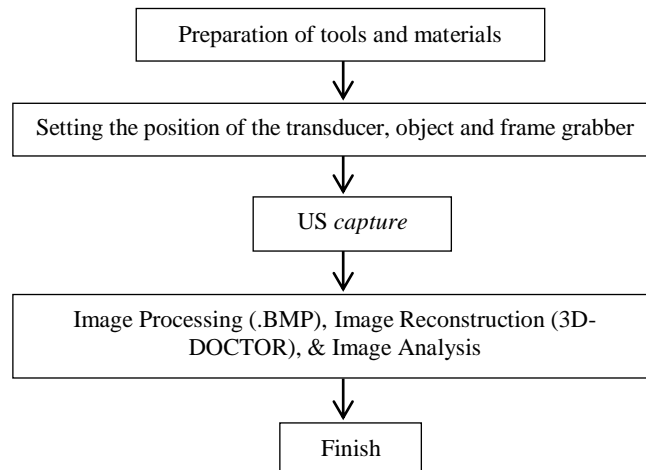 Preparation of tools and materials
Setting the position of the transducer, object and frame grabber
US capture
Image Processing (.BMP), Image Reconstruction (3D-
DOCTOR), & Image Analysis
Finish